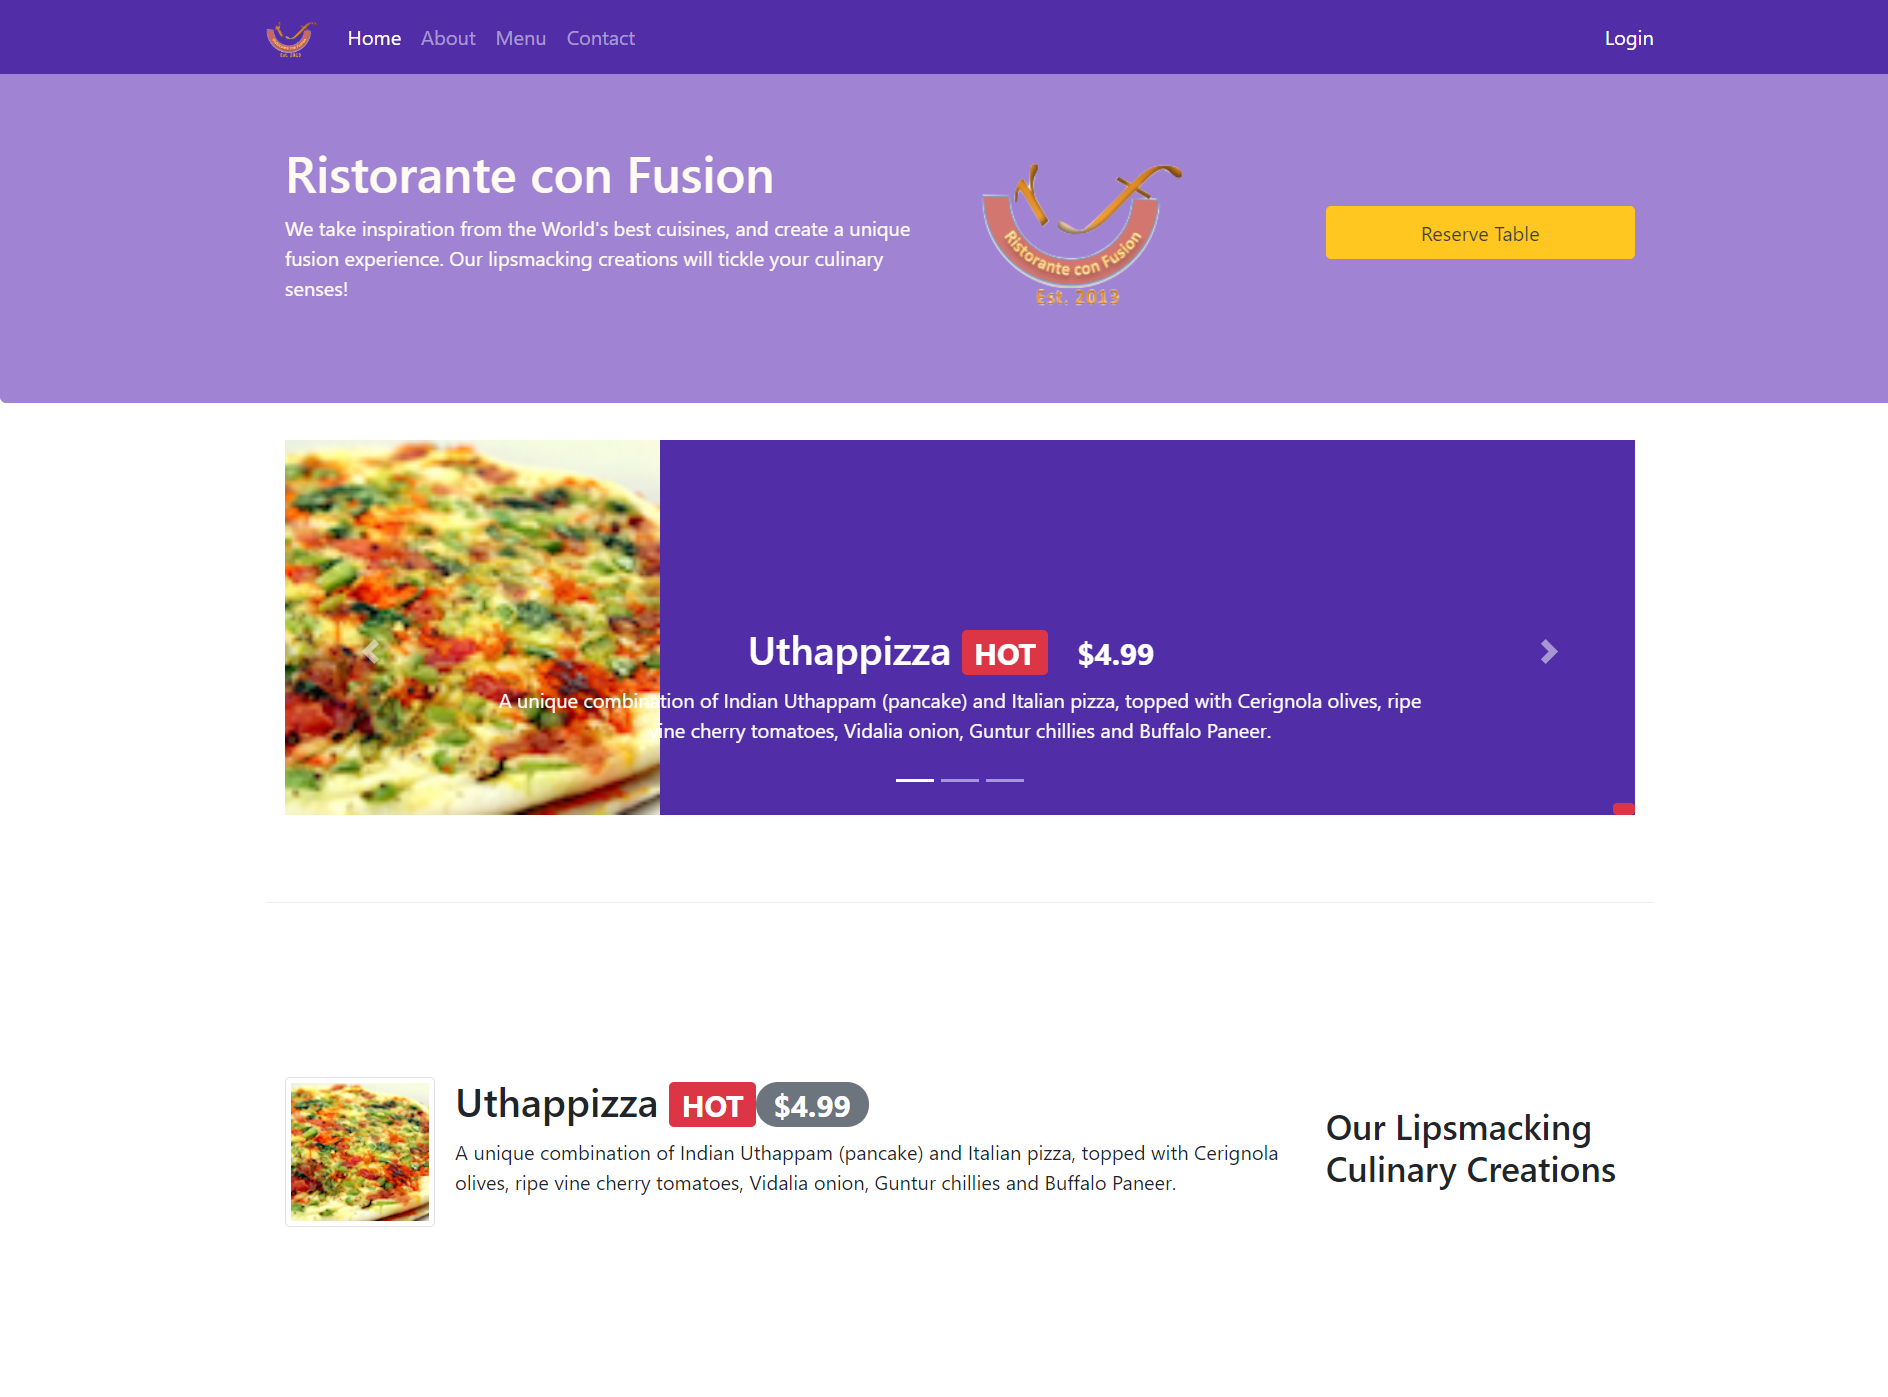 Home About Menu Contact Login
Ristorante con Fusion
We take inspiration from the World's best cuisines, and create a unique
fusion experience. Our lipsmacking creations will tickle your culinary
senses!
Ristorante con Fusion
Est. 2013
Reserve Table
Uthappizza HOT $4.99
A unique combination of Indian Uthappam (pancake) and Italian pizza, topped with Cerignola olives, ripe
vine cherry tomatoes, Vidalia onion, Guntur chillies and Buffalo Paneer.
Uthappizza HOT $4.99
A unique combination of Indian Uthappam (pancake) and Italian pizza, topped with Cerignola
olives, ripe vine cherry tomatoes, Vidalia onion, Guntur chillies and Buffalo Paneer.
Our Lipsmacking
Culinary Creations